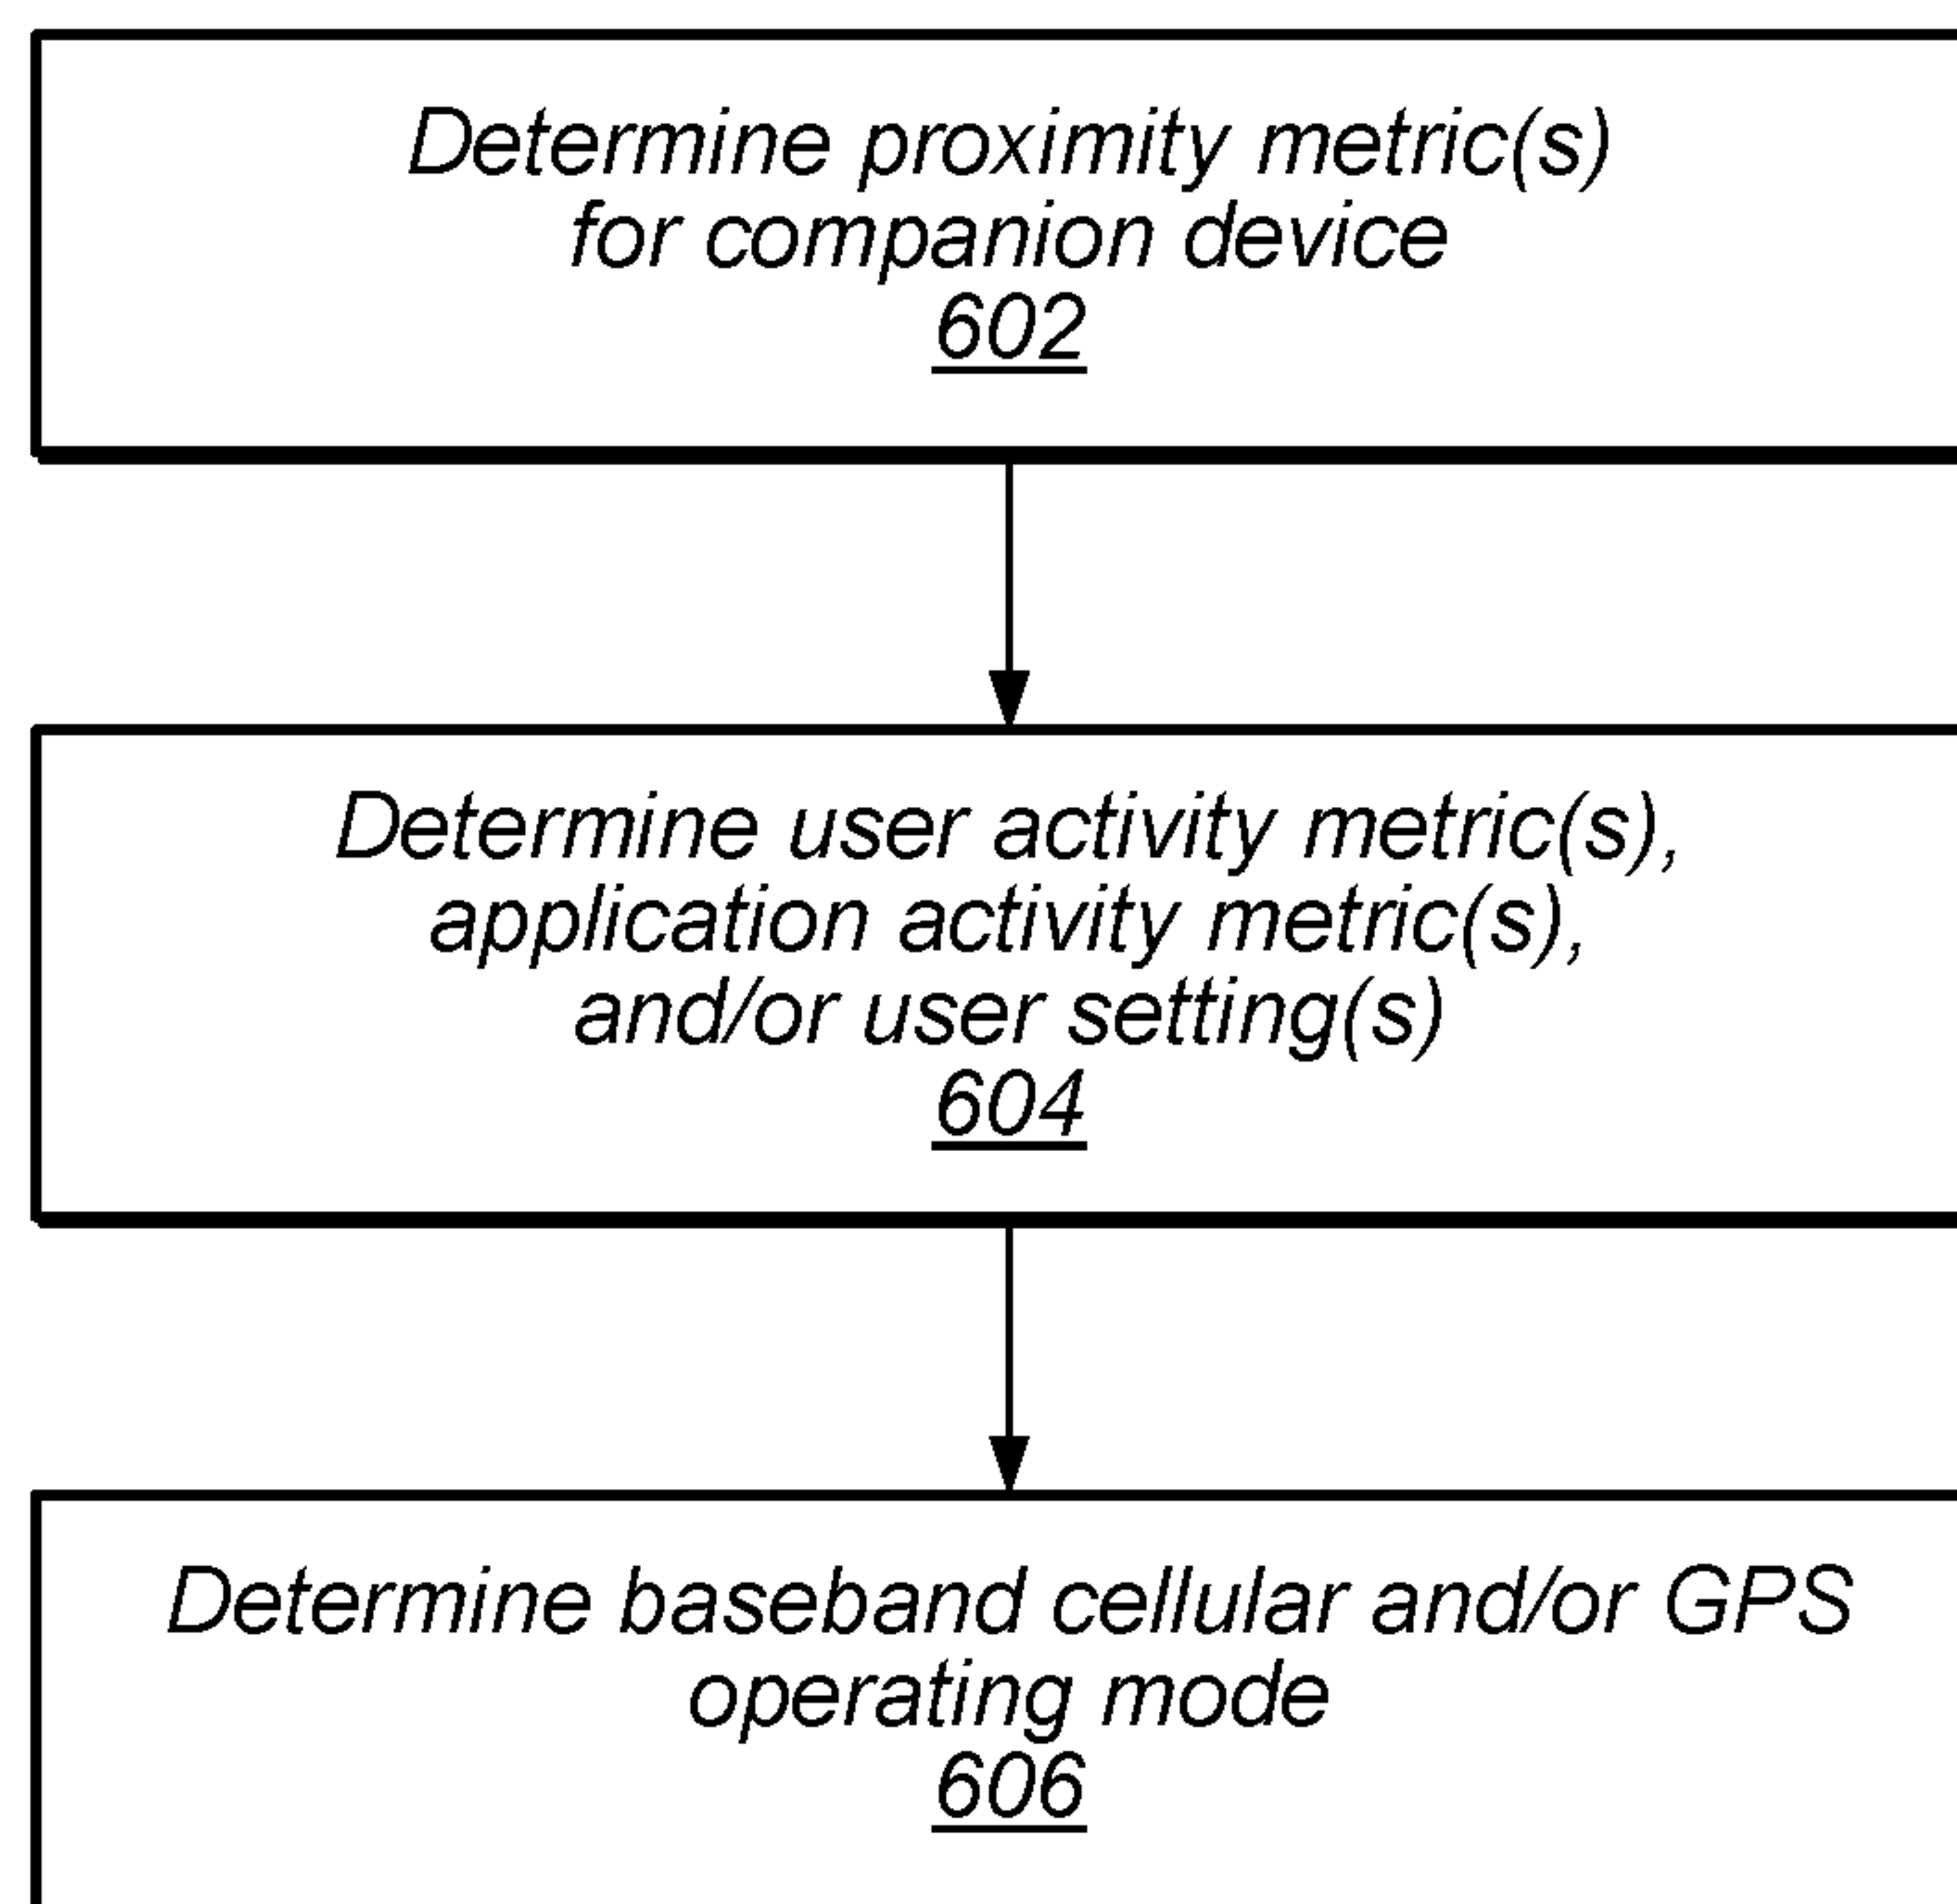 Determine proximity metric(s)
for companion device
602
Determine user activity metric(s),
application activity metric(s),
and/or user setting(s)
604
Determine baseband cellular and/or GPS
operating mode
606